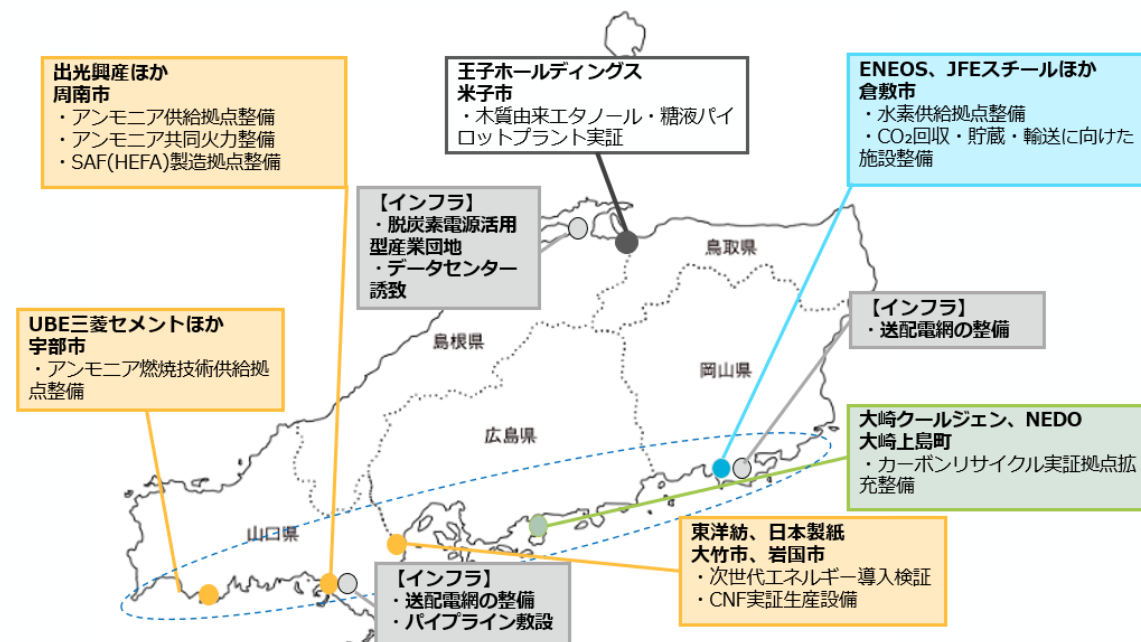 出光興産ほか
周南市
・アンモニア供給拠点整備
・アンモニア共同火力整備
・SAF(HEFA)製造拠点整備
王子ホールディングス
米子市
・木質由来エタノール・糖液パイ
ロットプラント実証
ENEOS、JFEスチールほか
倉敷市
・水素供給拠点整備
・CO₂回収・貯蔵・輸送に向けた
施設整備
【インフラ】
・脱炭素電源活用
型産業団地
・データセンター
誘致
鳥取県
【インフラ】
・送配電網の整備
UBE三菱セメントほか
宇部市
・アンモニア燃焼技術供給拠
点整備
島根県
岡山県
広島県
大崎クールジェン、NEDO
大崎上島町
・カーボンリサイクル実証拠点拡
充整備
山口県
東洋紡、日本製紙
大竹市、岩国市
・次世代エネルギー導入検証
・CNF実証生産設備
【インフラ】
・送配電網の整備
・パイプライン敷設